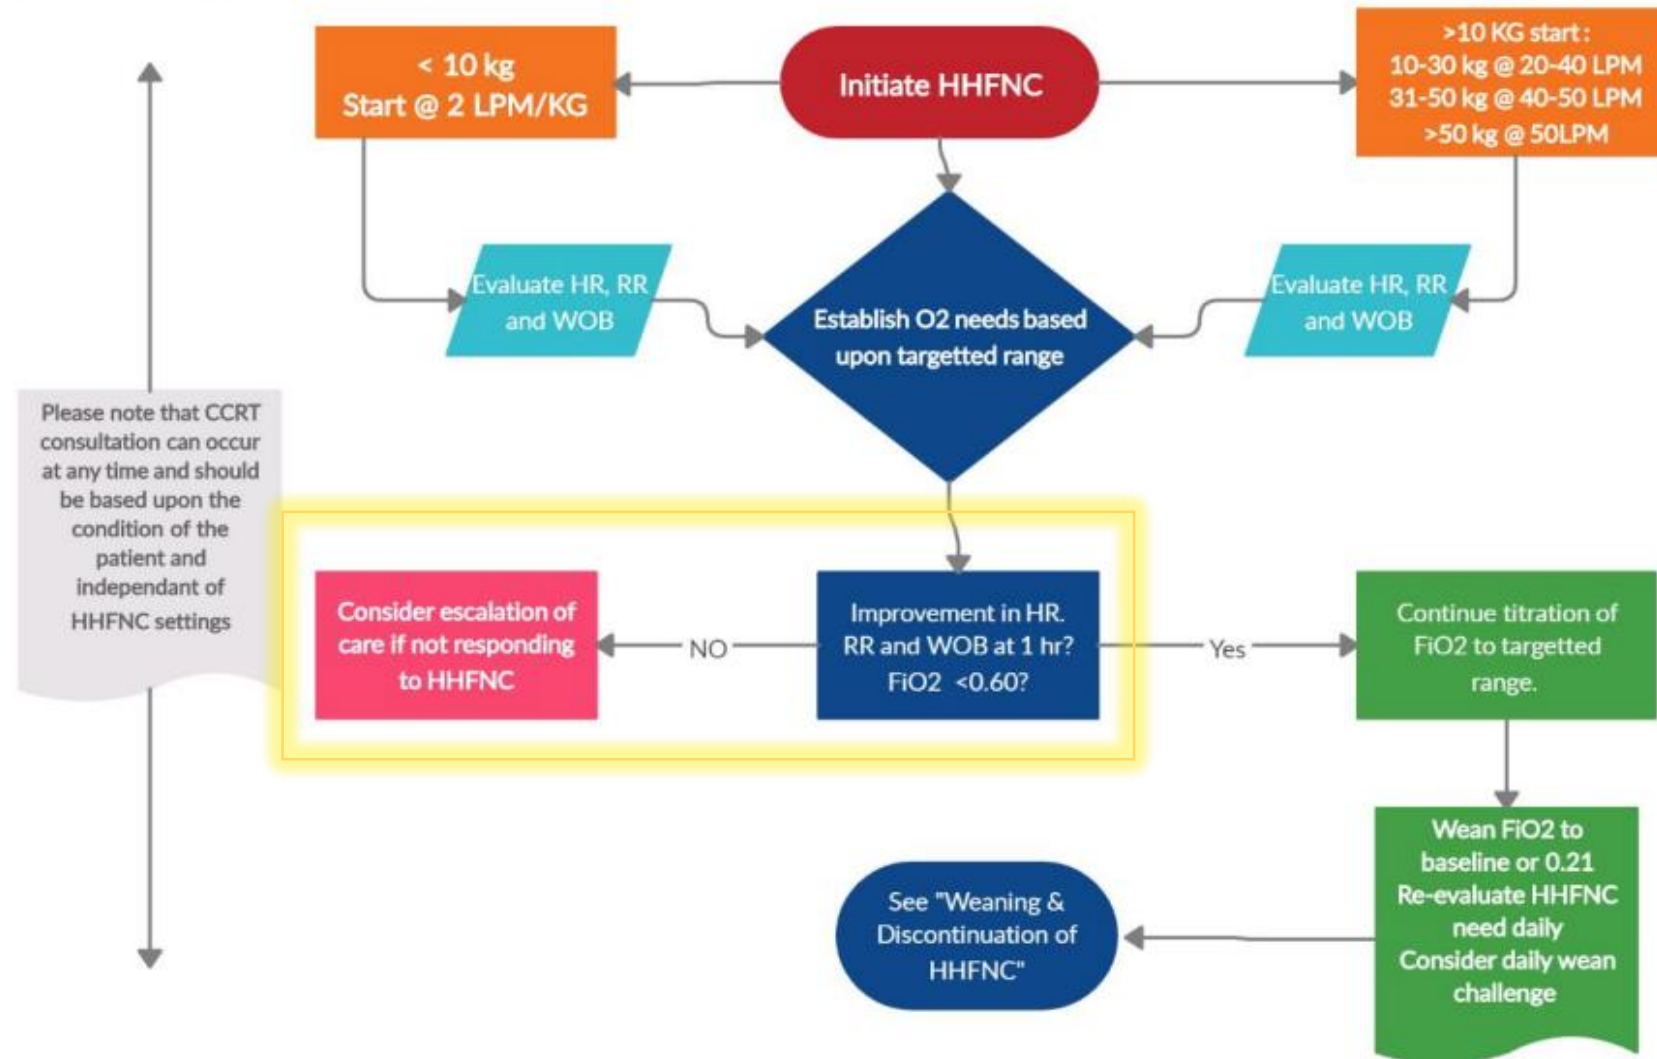 < 10 kg
Start @ 2 LPM/KG
Initiate HHFNC
>10 KG start :
10-30 kg @ 20-40 LPM
31-50 kg @ 40-50 LPM
>50 kg @ 50LPM
Evaluate HR, RR
and WOB
Establish O2 needs based
upon targetted range
Evaluate HR, RR
and WOB
Please note that CCRT
consultation can occur
at any time and should
be based upon the
condition of the
patient and
independant of
HHFNC settings
Consider escalation of
care if not responding
to HHFNC
NO
Improvement in HR.
RR and WOB at 1 hr?
FiO2 <0.60?
Yes
Continue titration of
FiO2 to targetted
range.
Wean FiO2 to
baseline or 0.21
Re-evaluate HHFNC
need daily
Consider daily wean
challenge
See "Weaning &
Discontinuation of
HHFNC"